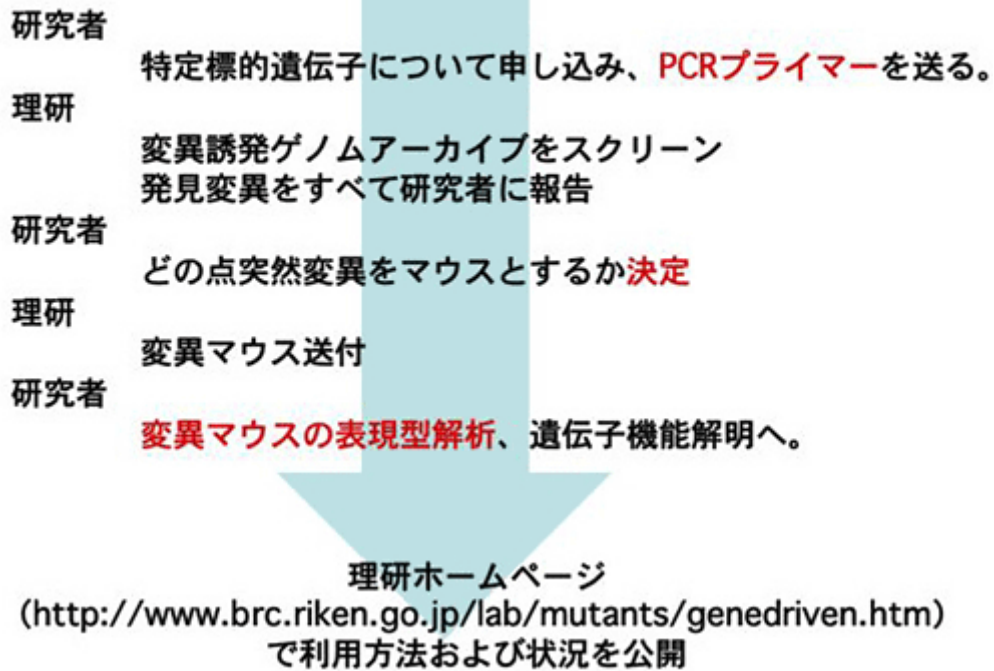 研究者
特定標的遺伝子について申し込み、PCRプライマーを送る。
理研
変異誘発ゲノムアーカイブをスクリーン
発見変異をすべて研究者に報告
研究者
どの点突然変異をマウスとするか決定
理研
変異マウス送付
研究者
変異マウスの表現型解析、遺伝子機能解明へ。
理研ホームページ
(http://www.brc.riken.go.jp/lab/mutants/genedriven.htm)
で利用方法および状況を公開